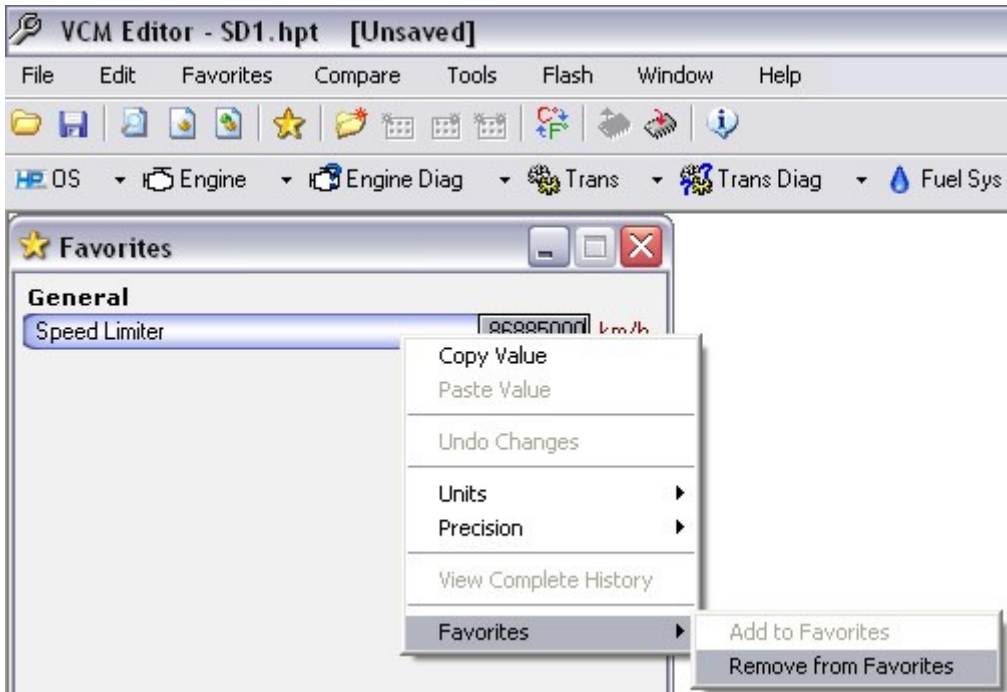 VCM Editor - SD1.hpt [Unsaved]
File Edit Favorites Compare Tools Flash Window Help
HP OS Engine Engine Diag Trans Trans Diag Fuel Sys
Favorites
General
Speed Limiter 86885000 km/h
Copy Value
Paste Value
Undo Changes
Units
Precision
View Complete History
Favorites Add to Favorites
Remove from Favorites